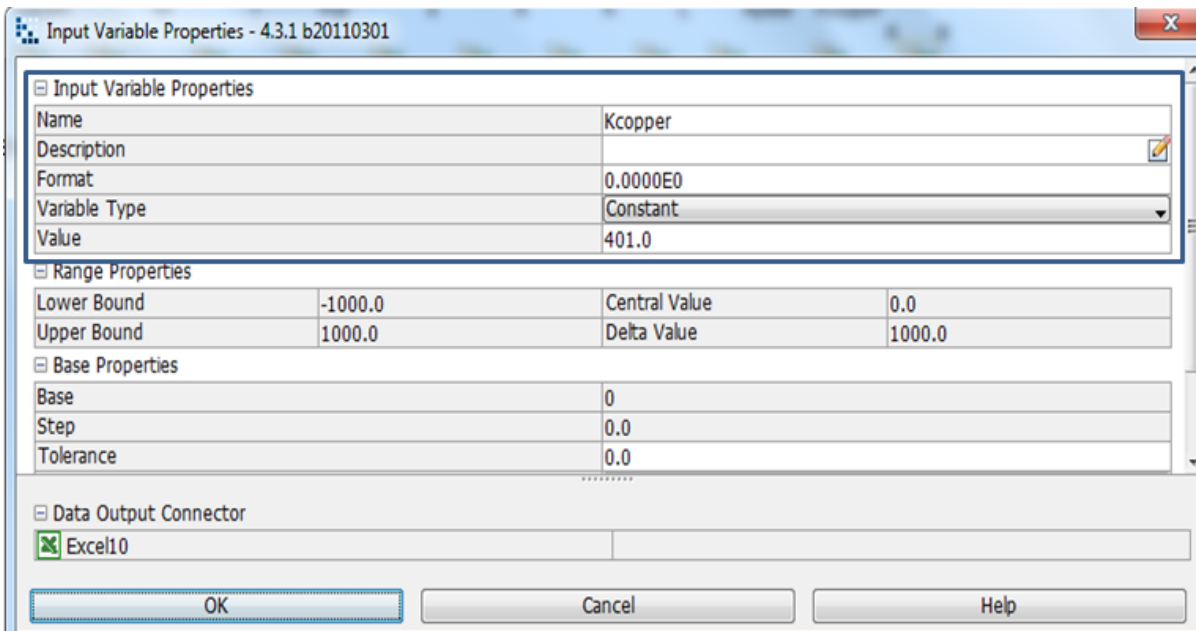 Input Variable Properties - 4.3.1 b20110301
Input Variable Properties
Name Kcopper
Description
Format 0.0000E0
Variable Type Constant
Value 401.0
Range Properties
Lower Bound -1000.0 Central Value 0.0
Upper Bound 1000.0 Delta Value 1000.0
Base Properties
Base 0
Step 0.0
Tolerance 0.0
Data Output Connector
Excel10
OK Cancel Help